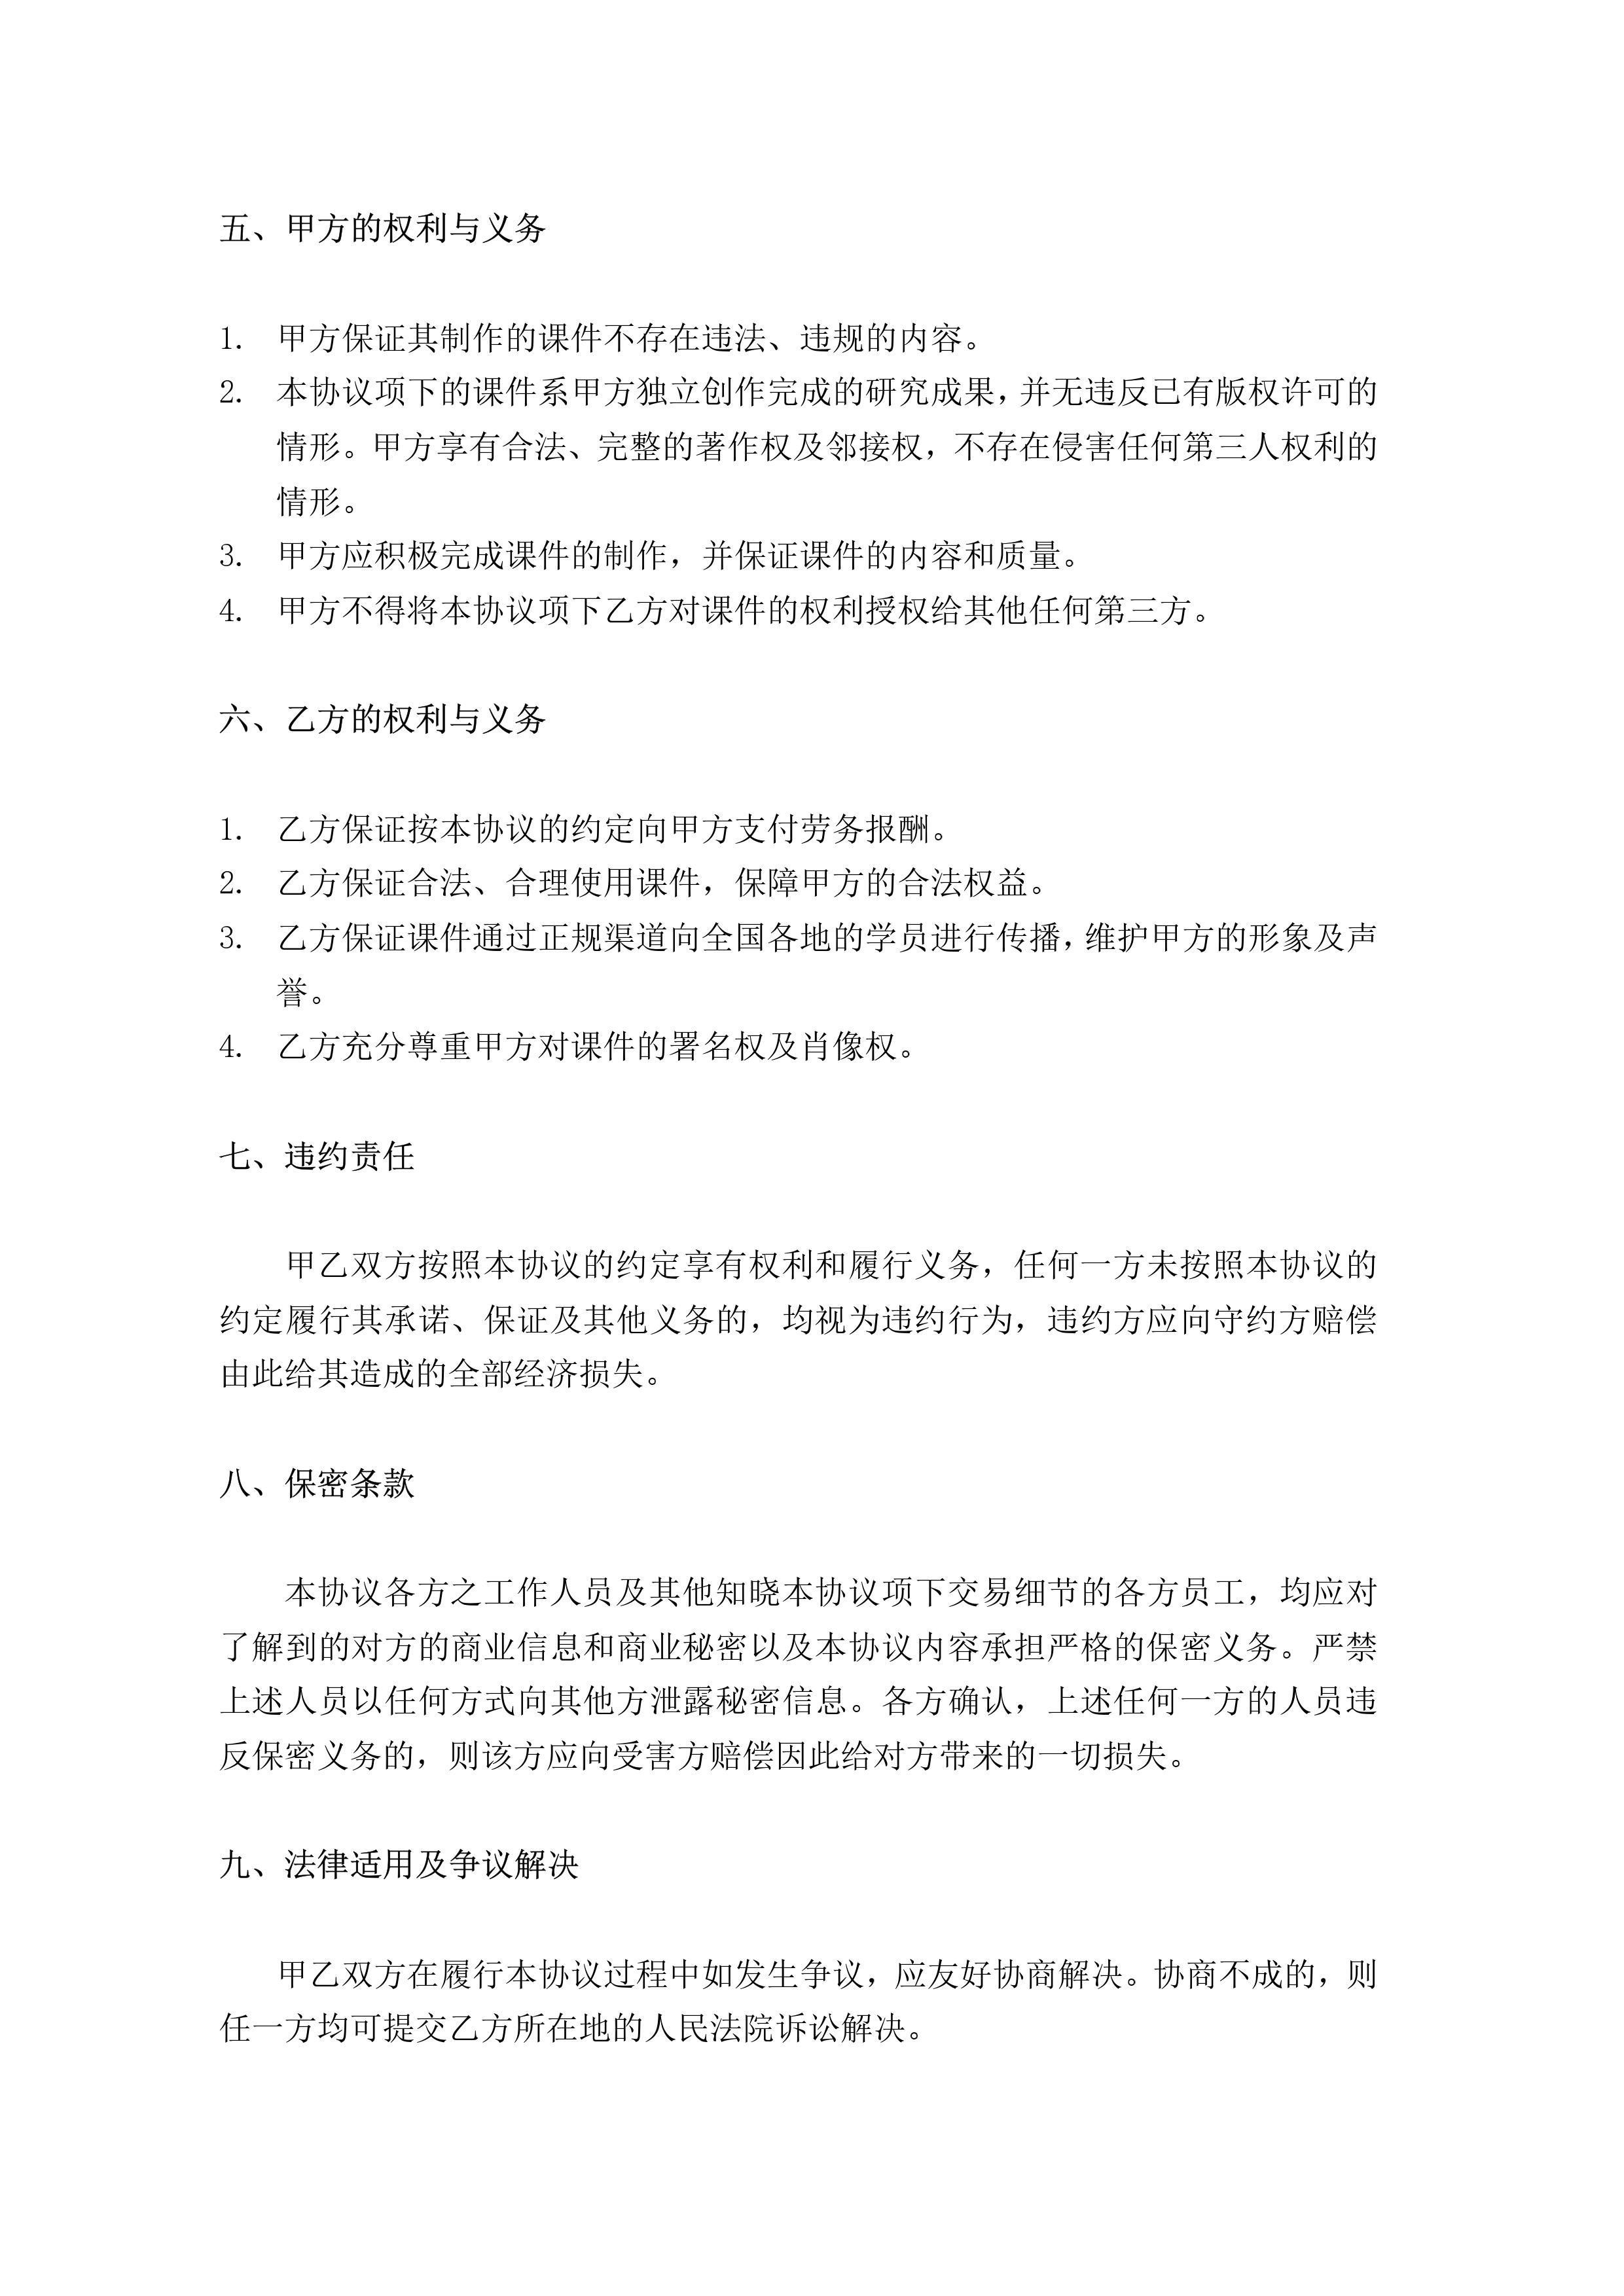 五、甲方的权利与义务
1. 甲方保证其制作的课件不存在违法、违规的内容。
2. 本协议项下的课件系甲方独立创作完成的研究成果，并无违反已有版权许可的
情形。甲方享有合法、完整的著作权及邻接权，不存在侵害任何第三人权利的
情形。
3. 甲方应积极完成课件的制作，并保证课件的内容和质量。
4. 甲方不得将本协议项下乙方对课件的权利授权给其他任何第三方。
六、乙方的权利与义务
1. 乙方保证按本协议的约定向甲方支付劳务报酬。
2. 乙方保证合法、合理使用课件，保障甲方的合法权益。
3. 乙方保证课件通过正规渠道向全国各地的学员进行传播，维护甲方的形象及声
誉。
4. 乙方充分尊重甲方对课件的署名权及肖像权。
七、违约责任
甲乙双方按照本协议的约定享有权利和履行义务，任何一方未按照本协议的
约定履行其承诺、保证及其他义务的，均视为违约行为，违约方应向守约方赔偿
由此给其造成的全部经济损失。
八、保密条款
本协议各方之工作人员及其他知晓本协议项下交易细节的各方员工，均应对
了解到的对方的商业信息和商业秘密以及本协议内容承担严格的保密义务。严禁
上述人员以任何方式向其他方泄露秘密信息。各方确认，上述任何一方的人员违
反保密义务的，则该方应向受害方赔偿因此给对方带来的一切损失。
九、法律适用及争议解决
甲乙双方在履行本协议过程中如发生争议，应友好协商解决。协商不成的，则
任一方均可提交乙方所在地的人民法院诉讼解决。